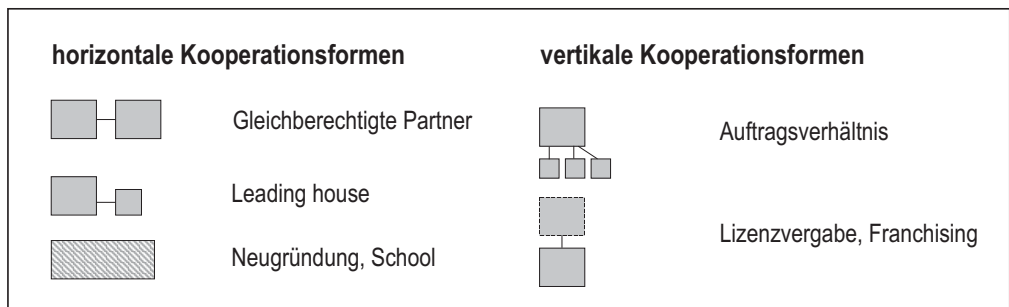 horizontale Kooperationsformen
Gleichberechtigte Partner
Leading house
Neugründung, School
vertikale Kooperationsformen
Auftragsverhältnis
Lizenzvergabe, Franchising